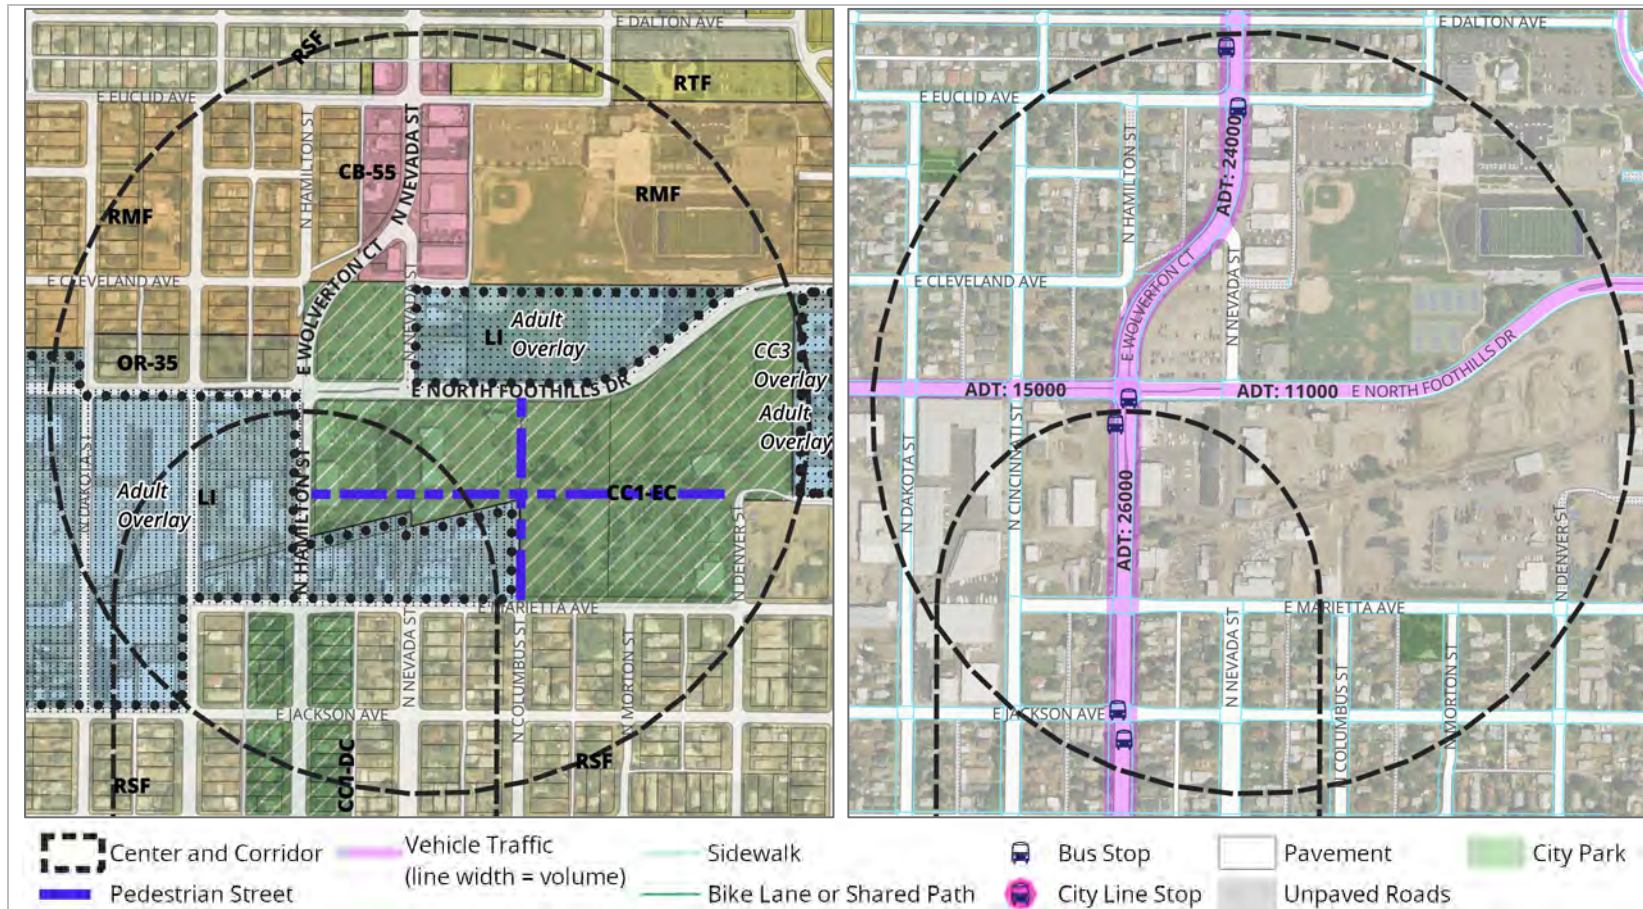 E DALTON AVE
RSF
RTF
E EUCLID AVE
N HAMILTON ST
N NEVADA ST
CB-55
RMF
RMF
E CLEVELAND AVE
E WOLVERTON CT
N NEVADA ST
LI
Adult
Overlay
OR-35
CC3
Overlay
E NORTH FOOTHILLS DR
Adult
Overlay
N DAKOTA ST
Adult
Overlay
LI
N HAMILTON ST
CC1-EC
N DENVER ST
E MARIETTA AVE
N NEVADA ST
N COLUMBUS ST
N MORTON ST
E JACKSON AVE
CC1-DC
RSF
RSF
E DALTON AVE
E EUCLID AVE
N HAMILTON ST
ADT: 24000
E CLEVELAND AVE
E WOLVERTON CT
N NEVADA ST
ADT: 15000
ADT: 11000
E NORTH FOOTHILLS DR
N DAKOTA ST
N CINCINNATI ST
ADT: 26000
N DENVER ST
E MARIETTA AVE
N NEVADA ST
N COLUMBUS ST
N MORTON ST
E JACKSON AVE
Center and Corridor
Pedestrian Street
Vehicle Traffic
(line width = volume)
Sidewalk
Bike Lane or Shared Path
Bus Stop
City Line Stop
Pavement
Unpaved Roads
City Park